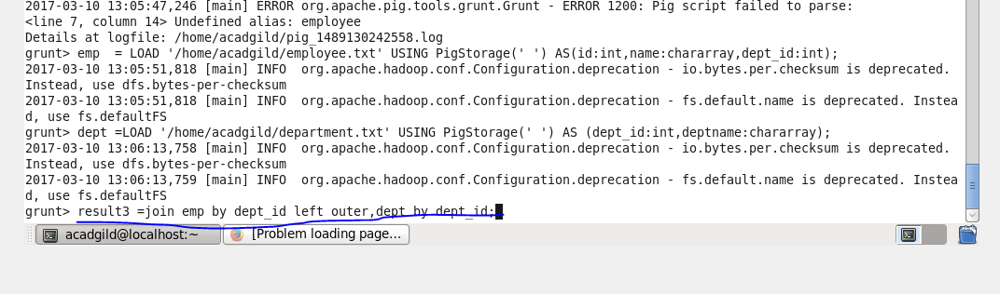 2017-03-10 13:05:47,246 [main] ERROR org.apache.pig.tools.grunt.Grunt - ERROR 1200: Pig script failed to parse:
<line 7, column 14> Undefined alias: employee
Details at logfile: /home/acadgild/pig_1489130242558.log
grunt> emp  = LOAD '/home/acadgild/employee.txt' USING PigStorage(' ') AS(id:int,name:chararray,dept_id:int);
2017-03-10 13:05:51,818 [main] INFO  org.apache.hadoop.conf.Configuration.deprecation - io.bytes.per.checksum is deprecated.
Instead, use dfs.bytes-per-checksum
2017-03-10 13:05:51,818 [main] INFO  org.apache.hadoop.conf.Configuration.deprecation - fs.default.name is deprecated. Instea
d, use fs.defaultFS
grunt> dept =LOAD '/home/acadgild/department.txt' USING PigStorage(' ') AS (dept_id:int,deptname:chararray);
2017-03-10 13:06:13,758 [main] INFO  org.apache.hadoop.conf.Configuration.deprecation - io.bytes.per.checksum is deprecated.
Instead, use dfs.bytes-per-checksum
2017-03-10 13:06:13,759 [main] INFO  org.apache.hadoop.conf.Configuration.deprecation - fs.default.name is deprecated. Instea
d, use fs.defaultFS
grunt> result3 =join emp by dept_id left outer,dept by dept_id;
acadgild@localhost:~ [Problem loading page...